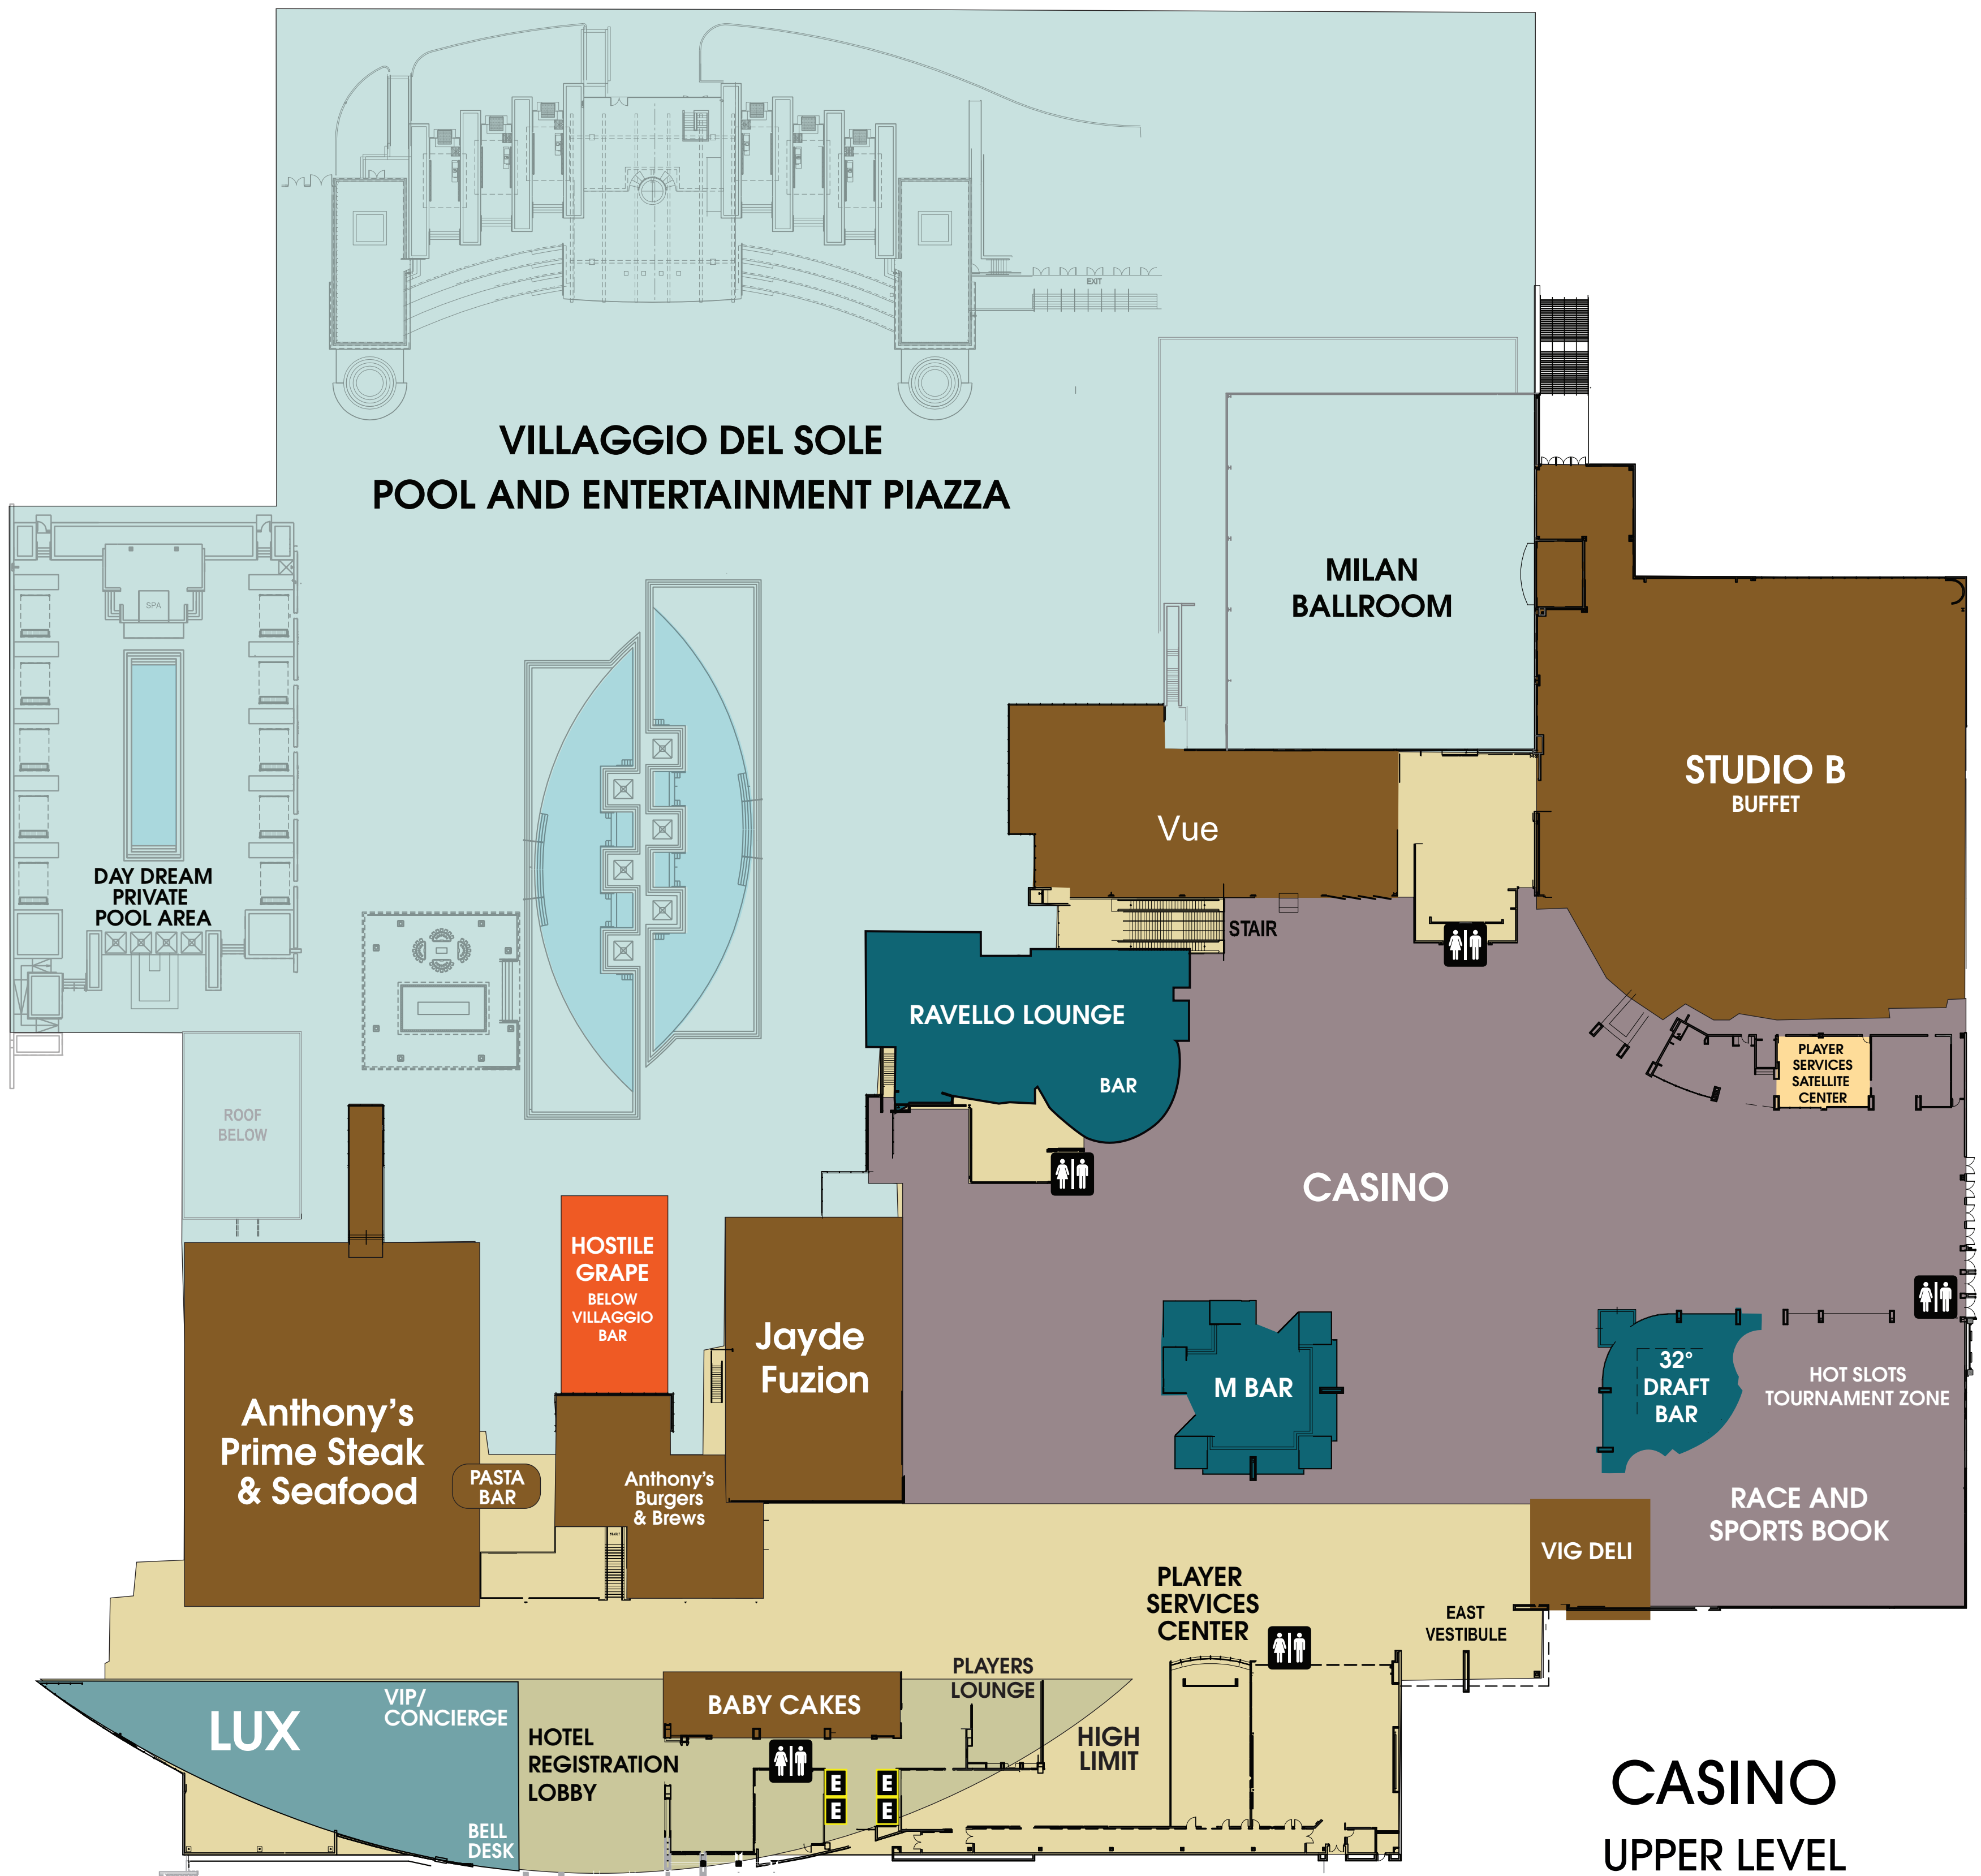 EXIT
VILLAGGIO DEL SOLE
POOL AND ENTERTAINMENT PIAZZA
MILAN
BALLROOM
SPA
STUDIO B
BUFFET
Vue
DAY DREAM
PRIVATE
POOL AREA
STAIR
RAVELLO LOUNGE
BAR
PLAYER
SERVICES
SATELLITE
CENTER
ROOF
BELOW
CASINO
HOSTILE
GRAPE
BELOW
VILLAGGIO
BAR
Jayde
Fuzion
M BAR
32°
DRAFT
BAR
HOT SLOTS
TOURNAMENT ZONE
Anthony's
Prime Steak
& Seafood
PASTA
BAR
Anthony's
Burgers
& Brews
RACE AND
SPORTS BOOK
VIG DELI
PLAYER
SERVICES
CENTER
EAST
VESTIBULE
PLAYERS
LOUNGE
BABY CAKES
LUX
VIP/
CONCIERGE
HOTEL
REGISTRATION
LOBBY
HIGH
LIMIT
E E
E E
BELL
DESK
CASINO
UPPER LEVEL